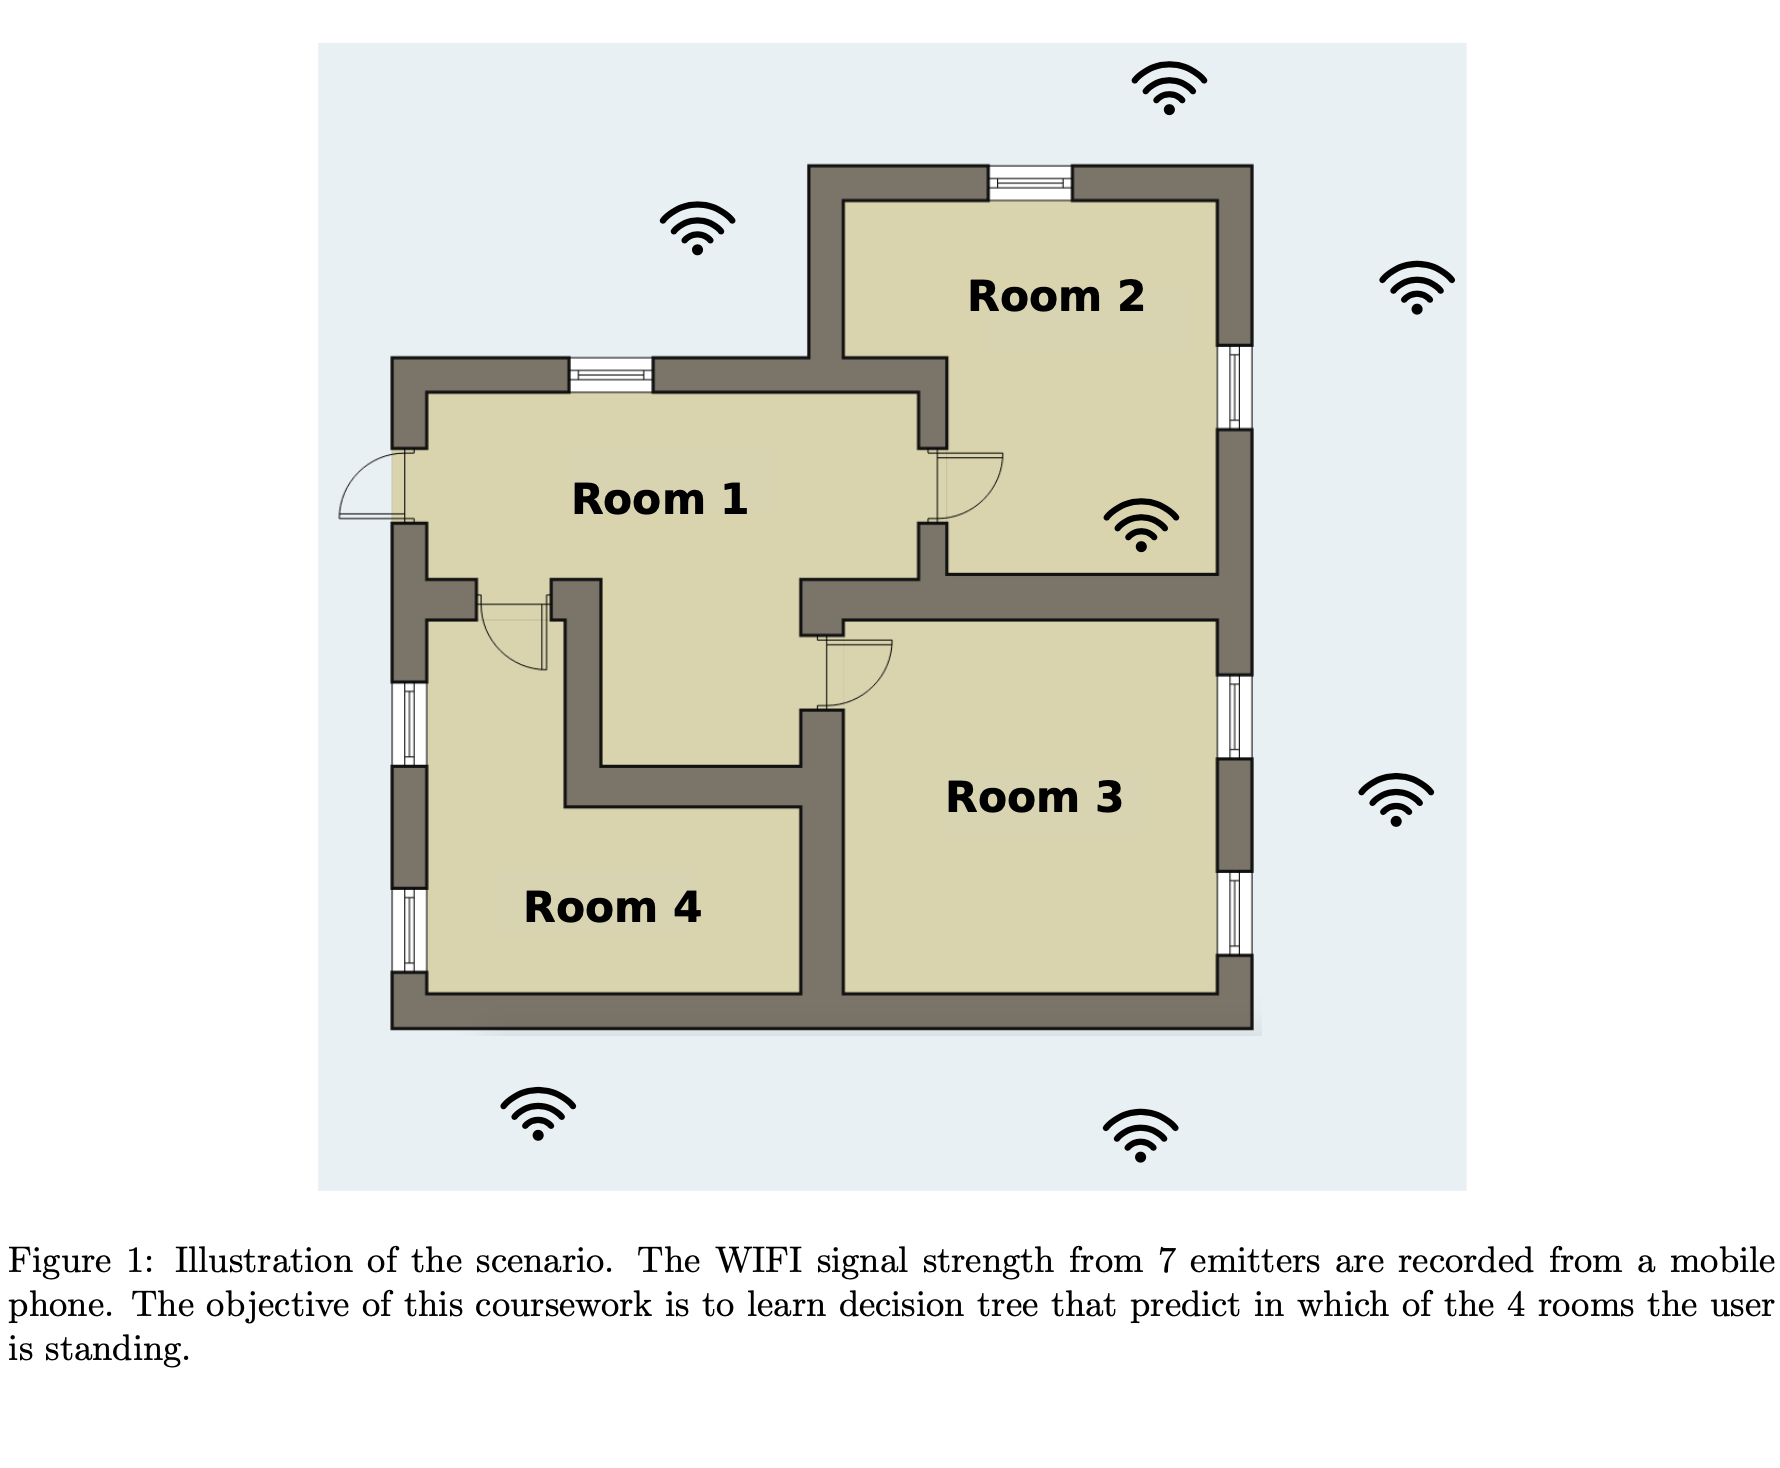 Room 2
Room 1
Room 3
Room 4
Figure 1: Illustration of the scenario. The WIFI signal strength from 7 emitters are recorded from a mobile
phone. The objective of this coursework is to learn decision tree that predict in which of the 4 rooms the user
is standing.